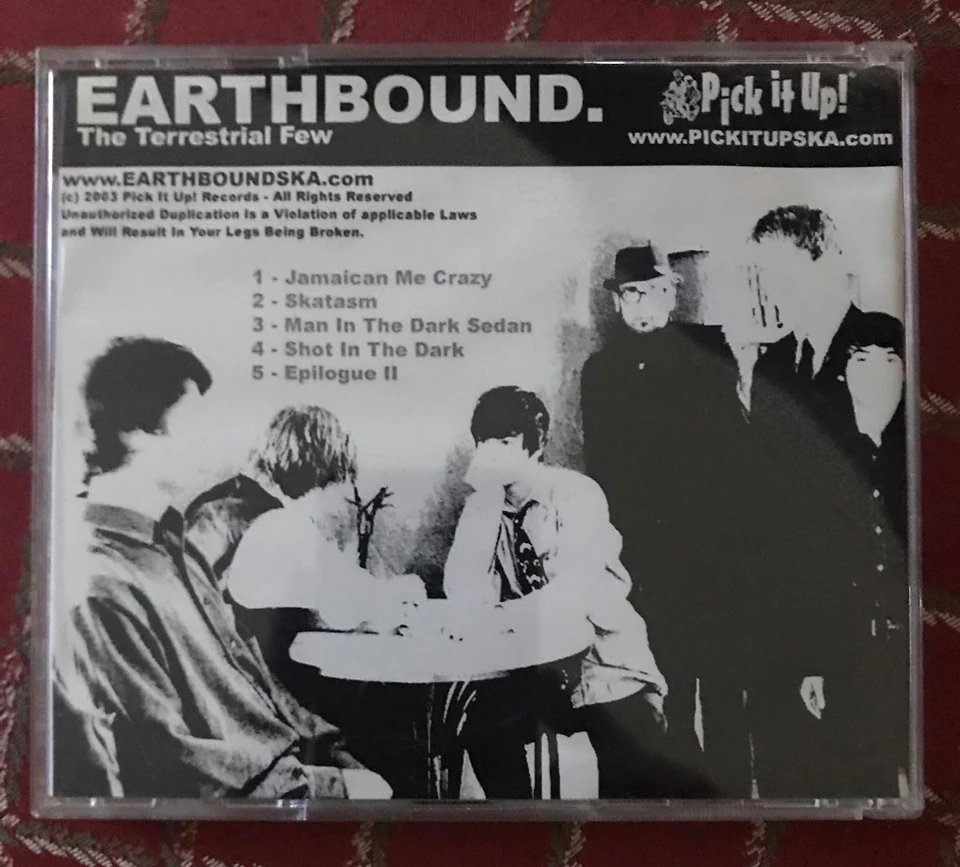 EARTHBOUND.
Pick it Up!
The Terrestrial Few
www.PICKITUPSKA.com
www.EARTHBOUNDSKA.com
(c) 2003 Pick It Up! Records - All Rights Reserved
Unauthorized Duplication Is a Violation of applicable Laws
and Will Result In Your Legs Being Broken.
1 - Jamaican Me Crazy
2 - Skatasm
3 - Man In The Dark Sedan
4 - Shot In The Dark
5 - Epilogue II